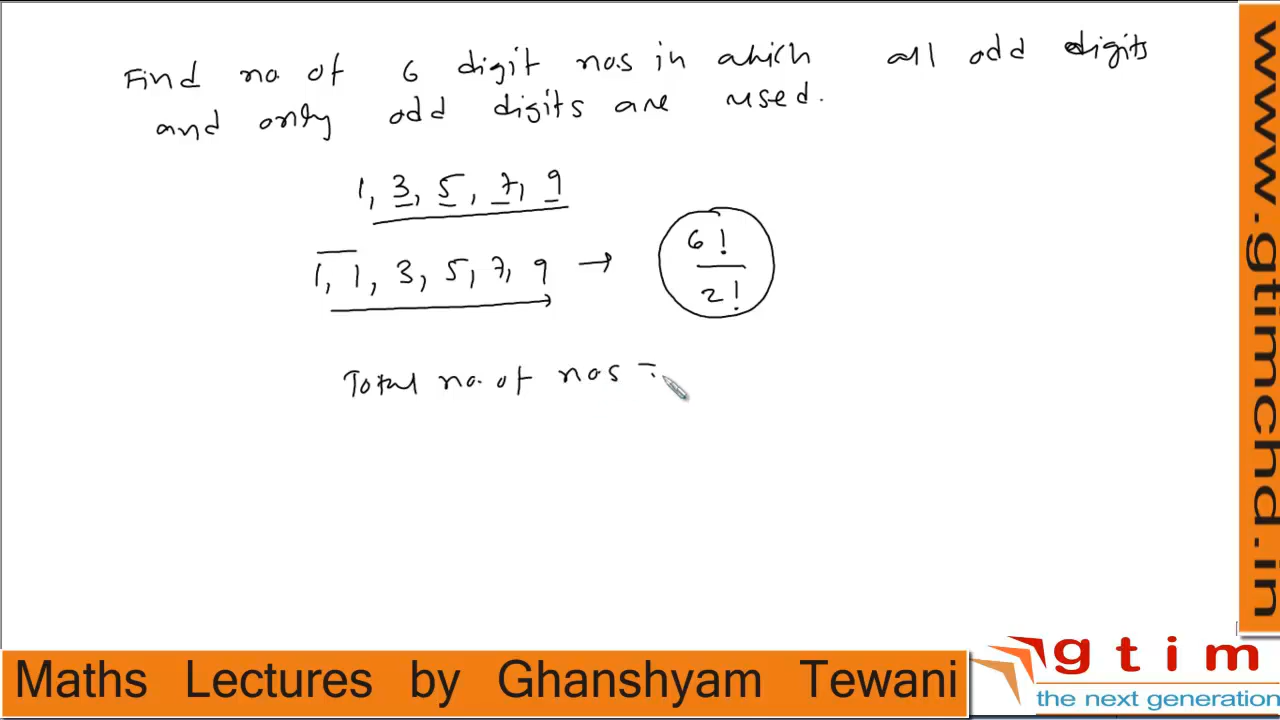 Find no of 6 digit nos in which all odd digits
and only odd digits are used.
1, 3, 5, 7, 9
1, 1, 3, 5, 7, 9 → 6!
2!
Total no. of nos =
www.gtimchd.in
Maths Lectures by Ghanshyam Tewani
gtim
the next generation